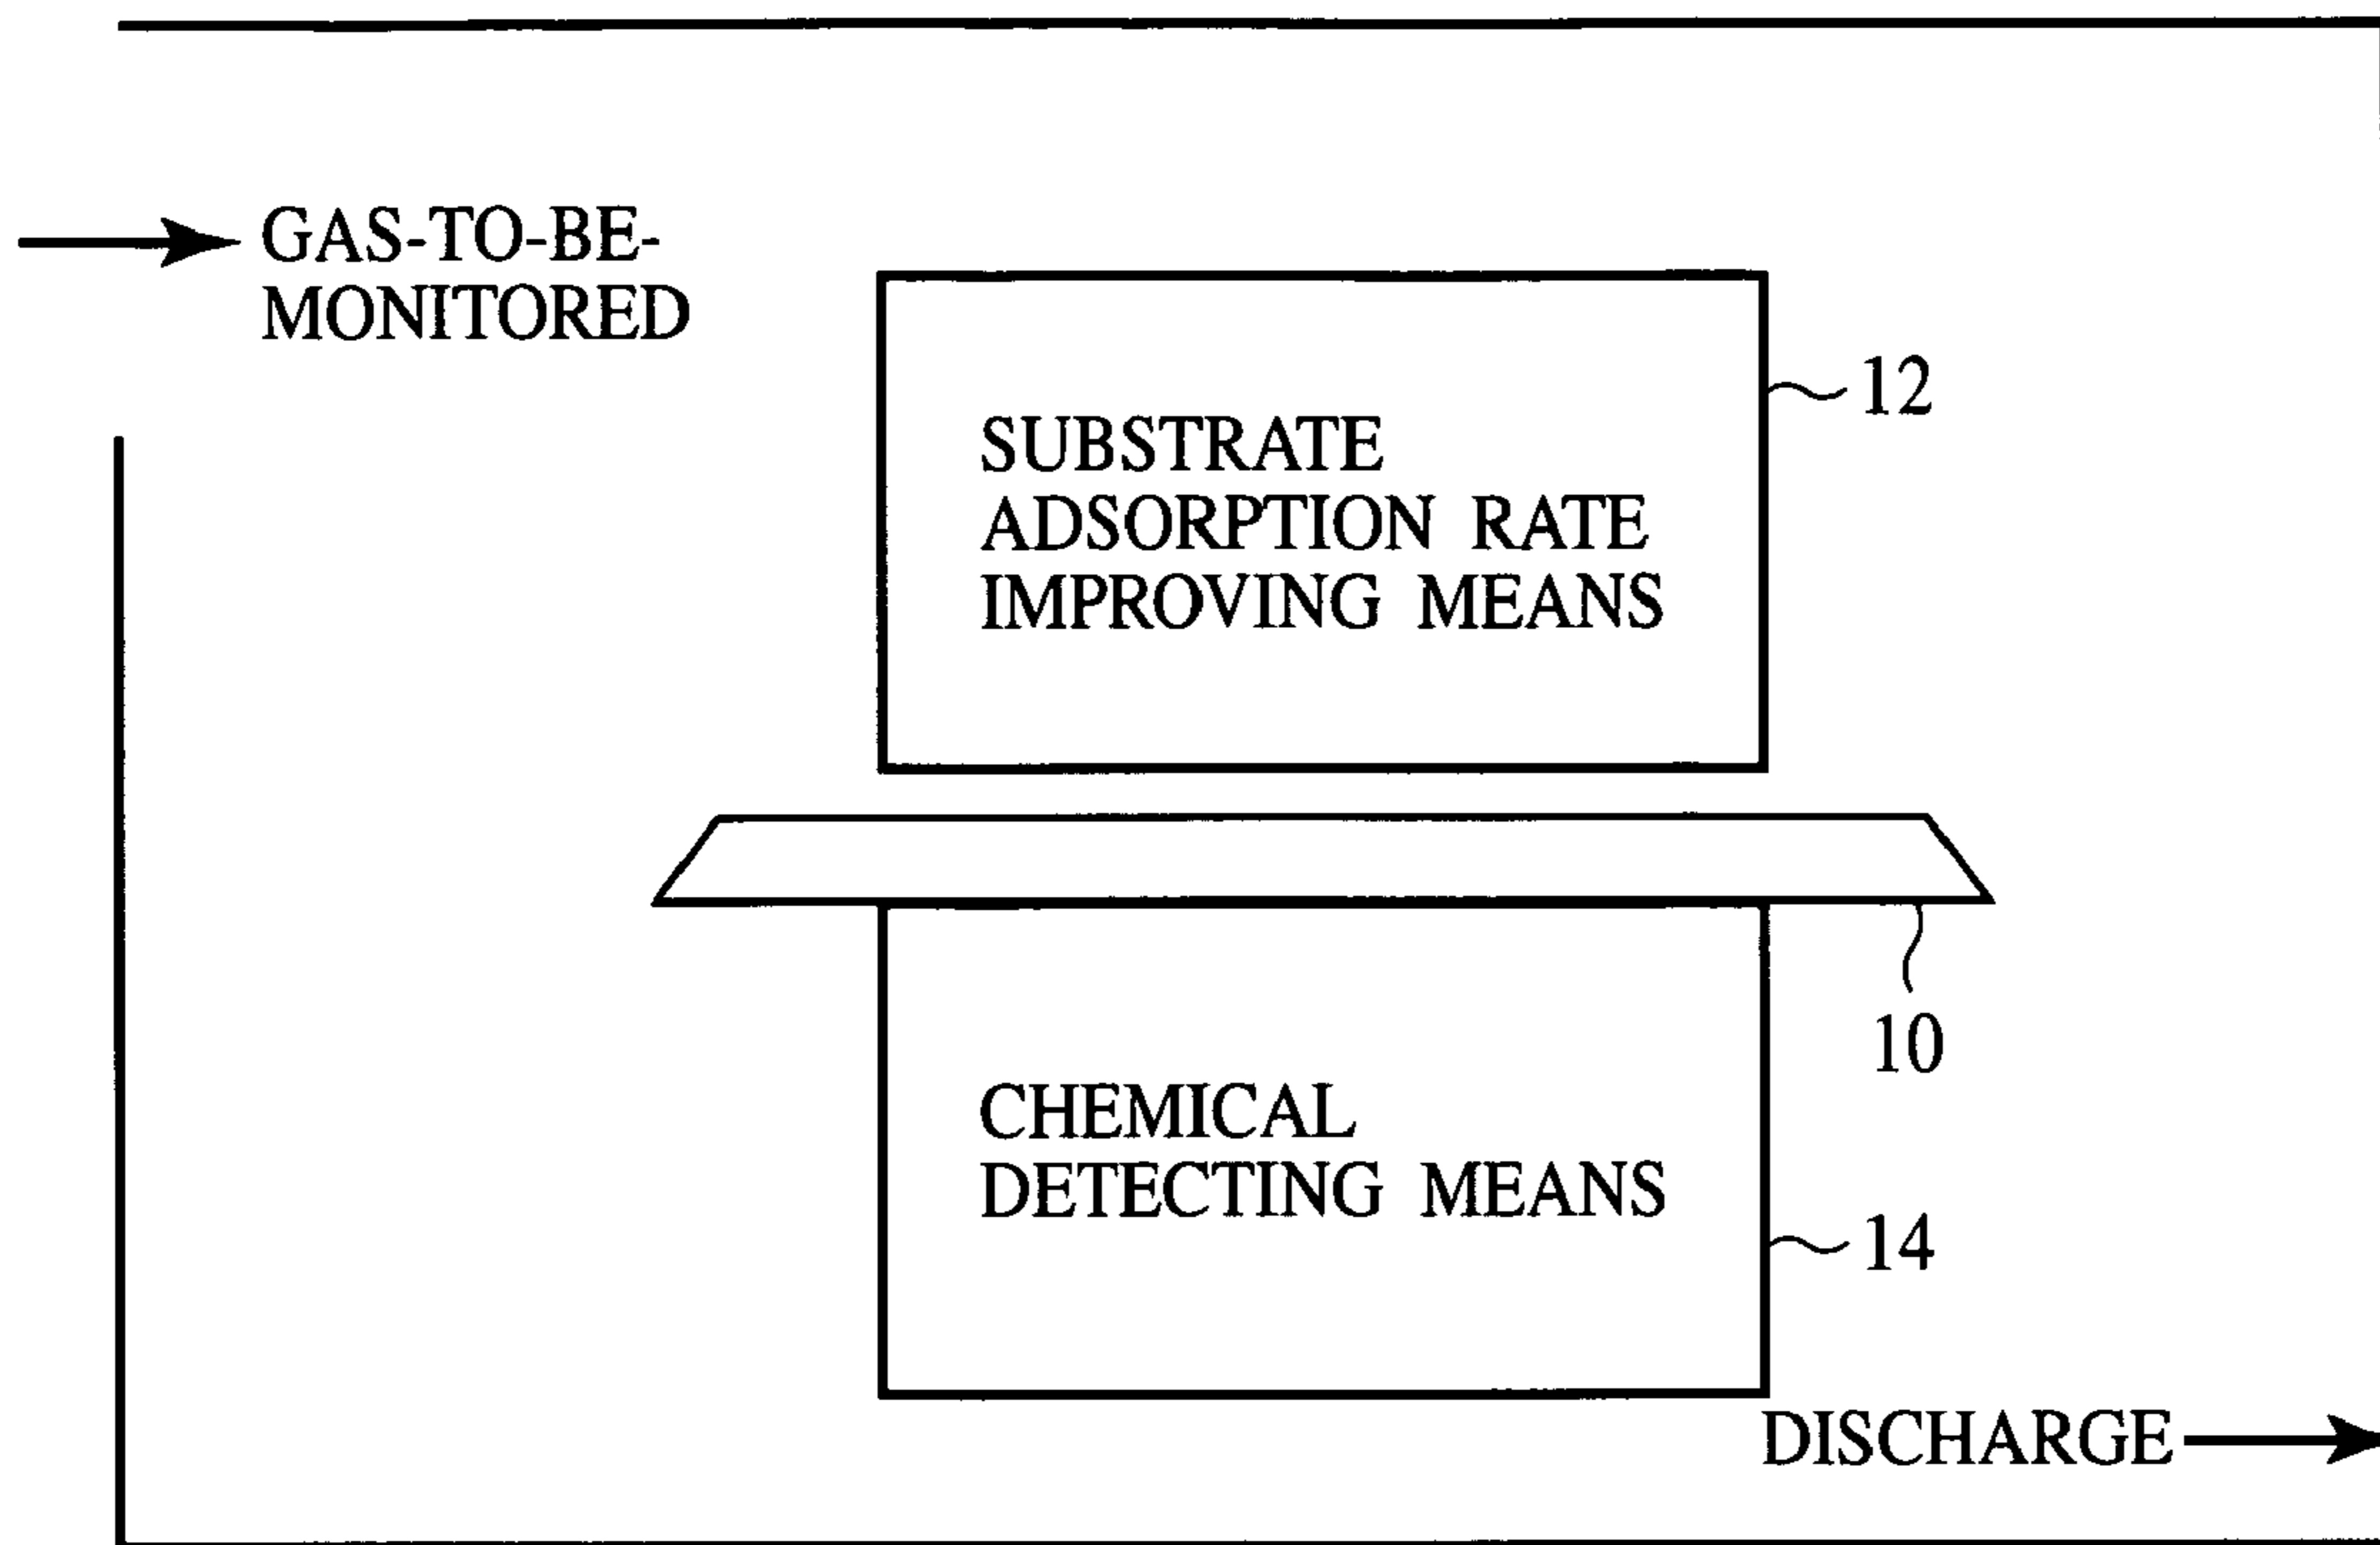 GAS-TO-BE-
MONITORED
12
SUBSTRATE
ADSORPTION RATE
IMPROVING MEANS
10
CHEMICAL
DETECTING MEANS
14
DISCHARGE